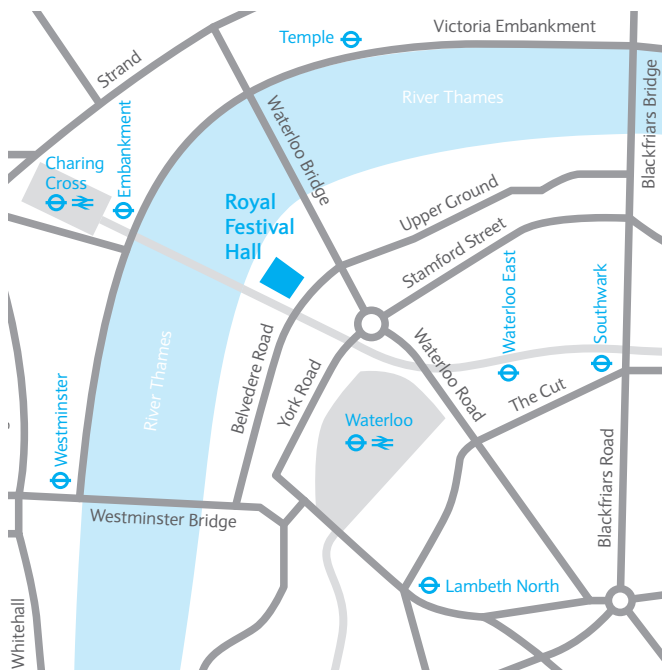 Victoria Embankment
Temple
Strand
River Thames
Blackfriars Bridge
Waterloo Bridge
Embankment
Charing
Cross
Royal
Festival
Hall
Upper Ground
Stamford Street
River Thames
Belvedere Road
York Road
Waterloo Road
Waterloo East
Southwark
The Cut
Waterloo
Westminster
Westminster Bridge
Blackfriars Road
Lambeth North
Whitehall